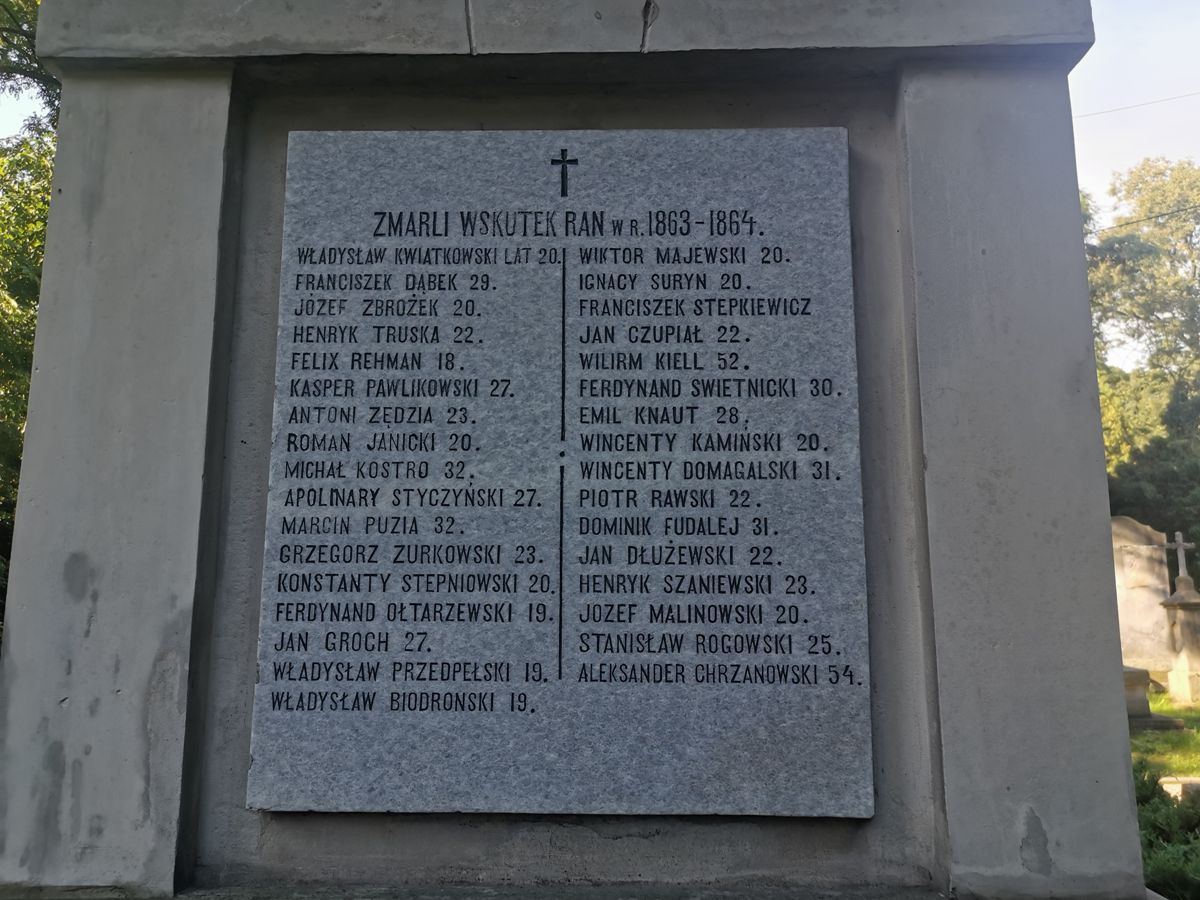 ZMARLI WSKUTEK RAN W R. 1863-1864.
WŁADYSŁAW KWIATKOWSKI LAT 20.
FRANCISZEK DĄBEK 29.
JÓZEF ZBROŻEK 20.
HENRYK TRUSKA 22.
FELIX REHMAN 18.
KASPER PAWLIKOWSKI 27.
ANTONI ZĘDZIA 23.
ROMAN JANICKI 20.
MICHAŁ KOSTRO 32.
APOLINARY STYCZYŃSKI 27.
MARCIN PUZIA 32.
GRZEGORZ ZURKOWSKI 23.
KONSTANTY STEPNIOWSKI 20.
FERDYNAND OŁTARZEWSKI 19.
JAN GROCH 27.
WŁADYSŁAW PRZEDPEŁSKI 19.
WŁADYSŁAW BIODROŃSKI 19.
WIKTOR MAJEWSKI 20.
IGNACY SURYN 20.
FRANCISZEK STEPKIEWICZ
JAN CZUPIAŁ 22.
WILIRM KIELL 52.
FERDYNAND SWIETNICKI 30.
EMIL KNAUT 28.
WINCENTY KAMIŃSKI 20.
WINCENTY DOMAGALSKI 31.
PIOTR RAWSKI 22.
DOMINIK FUDALEJ 31.
JAN DŁUŻEWSKI 22.
HENRYK SZANIEWSKI 23.
JOZEF MALINOWSKI 20.
STANISŁAW ROGOWSKI 25.
ALEKSANDER CHRZANOWSKI 54.